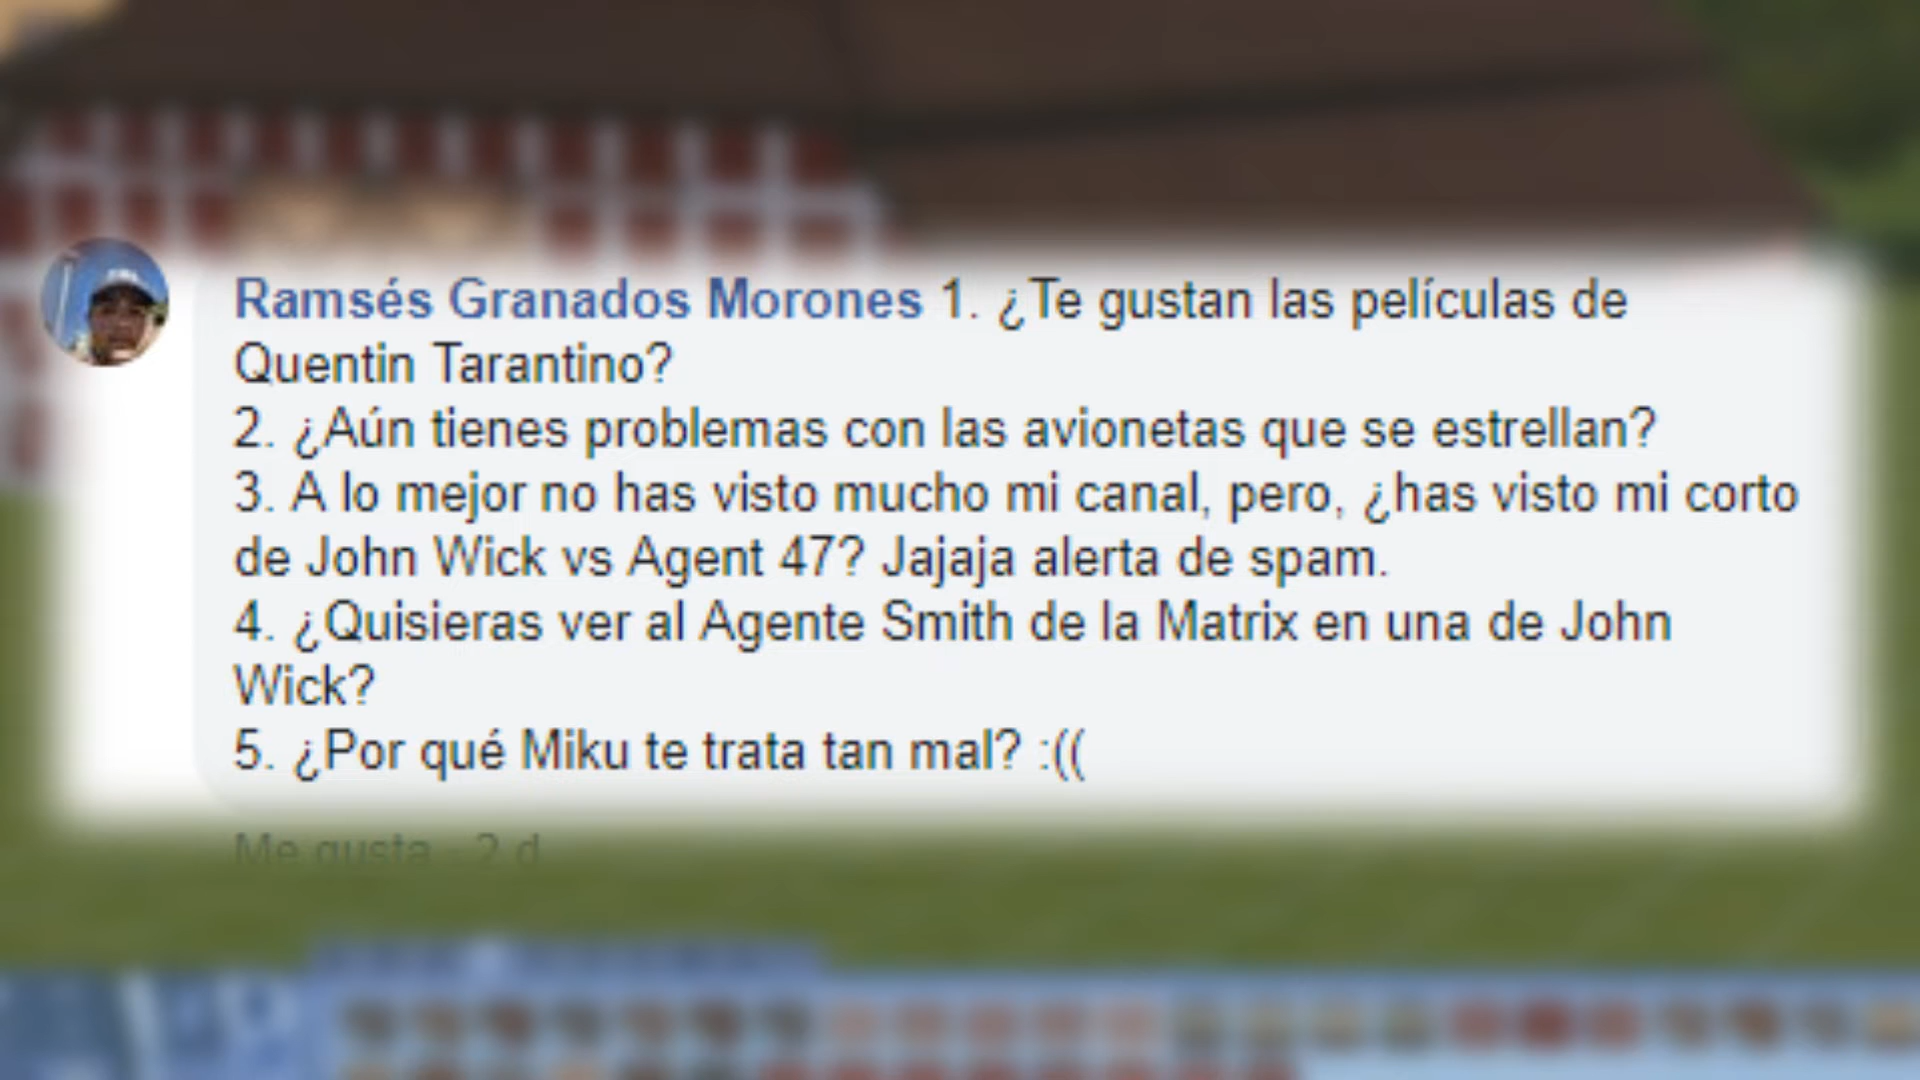 Ramsés Granados Morones 1. ¿Te gustan las películas de
Quentin Tarantino?
2. ¿Aún tienes problemas con las avionetas que se estrellan?
3. A lo mejor no has visto mucho mi canal, pero, ¿has visto mi corto
de John Wick vs Agent 47? Jajaja alerta de spam.
4. ¿Quisieras ver al Agente Smith de la Matrix en una de John
Wick?
5. ¿Por qué Miku te trata tan mal? :((
Me gusta · 2 d